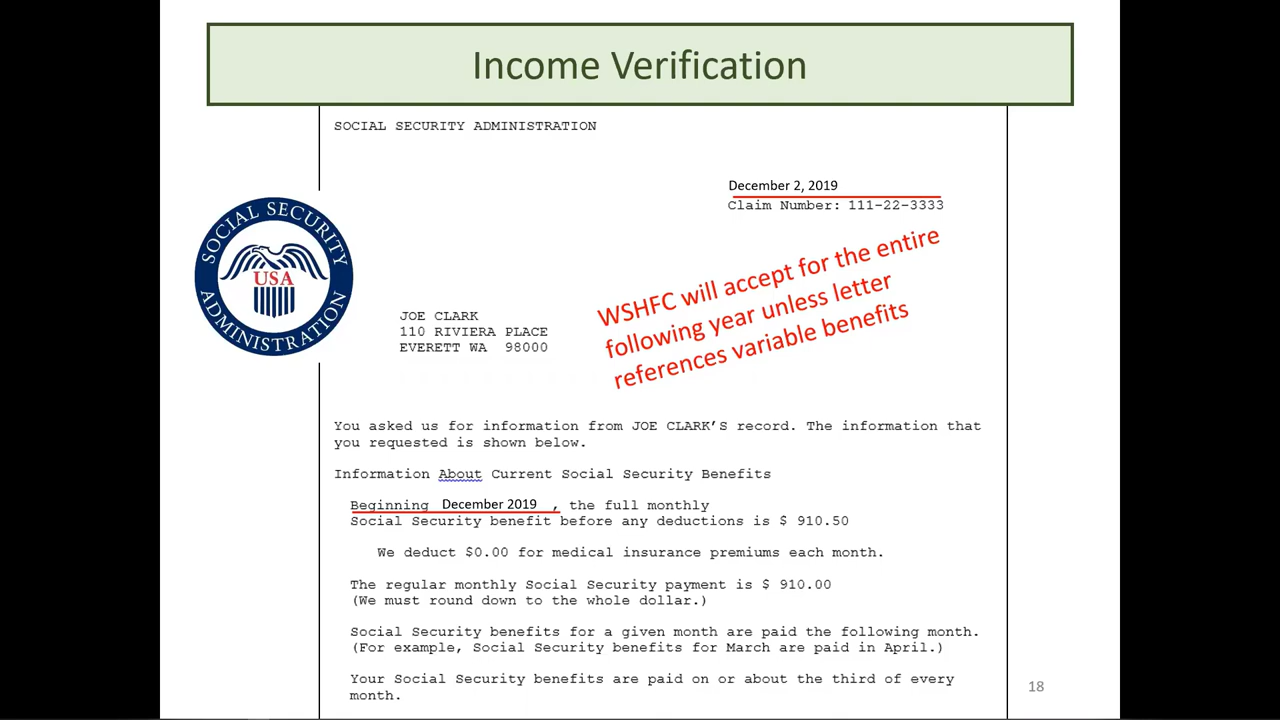 Income Verification
SOCIAL SECURITY ADMINISTRATION
December 2, 2019
Claim Number: 111-22-3333
SOCIAL SECURITY
USA
ADMINISTRATION
WSHFC will accept for the entire
following year unless letter
references variable benefits
JOE CLARK
110 RIVIERA PLACE
EVERETT WA 98000
You asked us for information from JOE CLARK’S record. The information that
you requested is shown below.
Information About Current Social Security Benefits
Beginning December 2019 , the full monthly
Social Security benefit before any deductions is $ 910.50
We deduct $0.00 for medical insurance premiums each month.
The regular monthly Social Security payment is $ 910.00
(We must round down to the whole dollar.)
Social Security benefits for a given month are paid the following month.
(For example, Social Security benefits for March are paid in April.)
Your Social Security benefits are paid on or about the third of every
month.
18